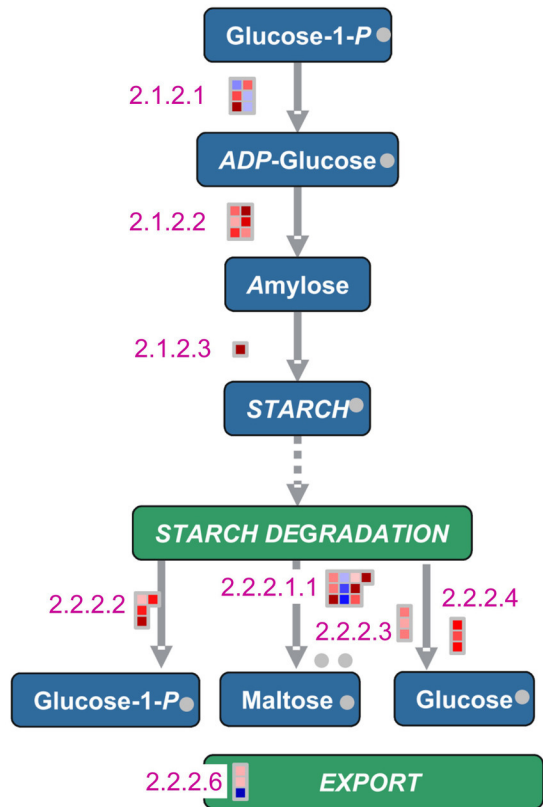 Glucose-1-P
2.1.2.1
ADP-Glucose
2.1.2.2
Amylose
2.1.2.3
STARCH
STARCH DEGRADATION
2.2.2.2
2.2.2.1.1
2.2.2.3
2.2.2.4
Glucose-1-P
Maltose
Glucose
2.2.2.6
EXPORT